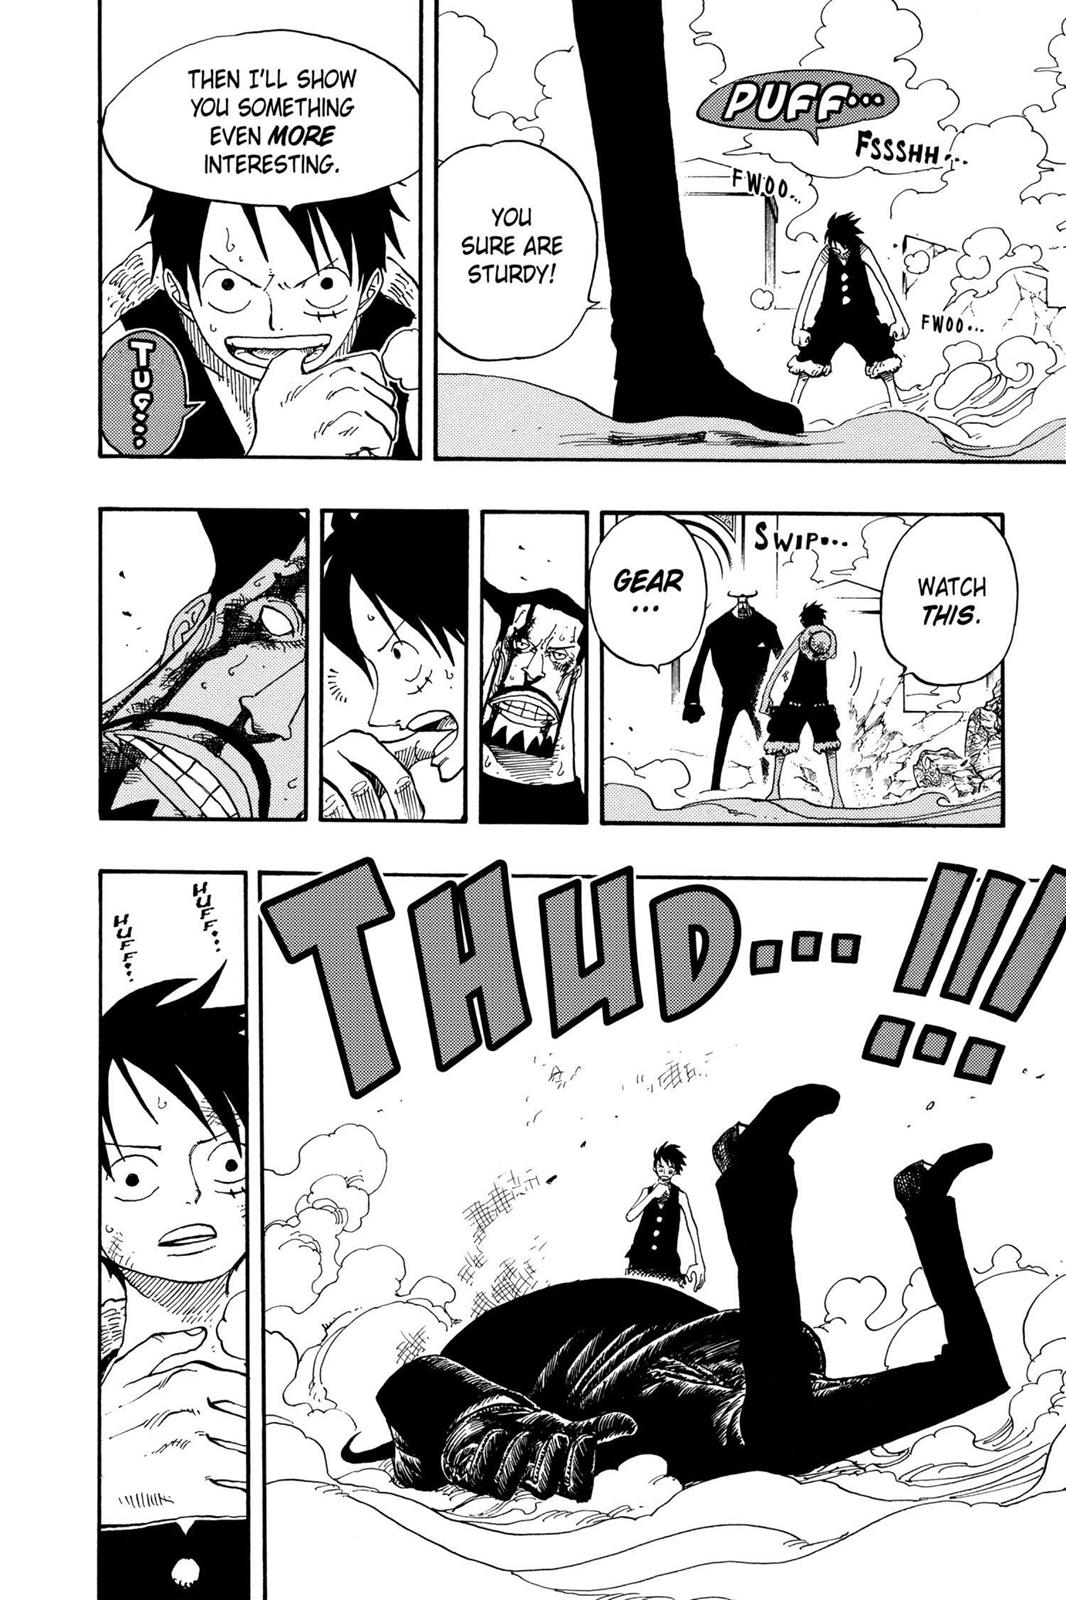 PUFF...
FSSSHH...
FWOO...
FWOO...
YOU
SURE ARE
STURDY!
THEN I'LL SHOW
YOU SOMETHING
EVEN MORE
INTERESTING.
TUG...
WATCH
THIS.
SWIP...
GEAR
...
THUD...!!!
HUFF...
HUFF...